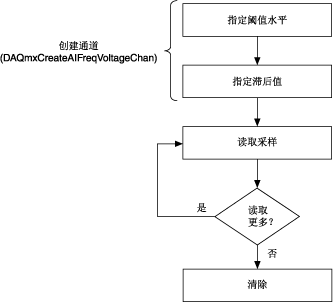 指定阈值水平
创建通道
(DAQmxCreateAIFreqVoltageChan)
指定滞后值
读取采样
是
读取
更多?
否
清除